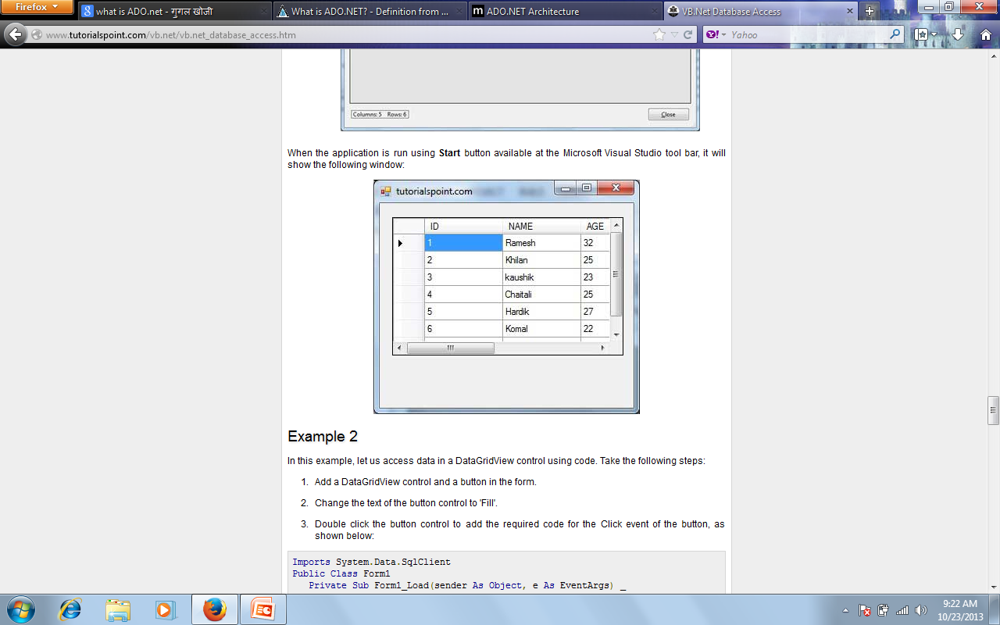 Firefox
what is ADO.net - गुगल खोजी
What is ADO.NET? - Definition from ...
ADO.NET Architecture
VB.Net Database Access
www.tutorialspoint.com/vb.net/vb.net_database_access.htm
Yahoo
Columns: 5 Rows: 6
Close
When the application is run using Start button available at the Microsoft Visual Studio tool bar, it will
show the following window:
tutorialspoint.com
ID NAME AGE
1 Ramesh 32
2 Khilan 25
3 kaushik 23
4 Chaitali 25
5 Hardik 27
6 Komal 22
Example 2
In this example, let us access data in a DataGridView control using code. Take the following steps:
1. Add a DataGridView control and a button in the form.
2. Change the text of the button control to 'Fill'.
3. Double click the button control to add the required code for the Click event of the button, as
shown below:
Imports System.Data.SqlClient
Public Class Form1
Private Sub Form1_Load(sender As Object, e As EventArgs) _
9:22 AM
10/23/2013